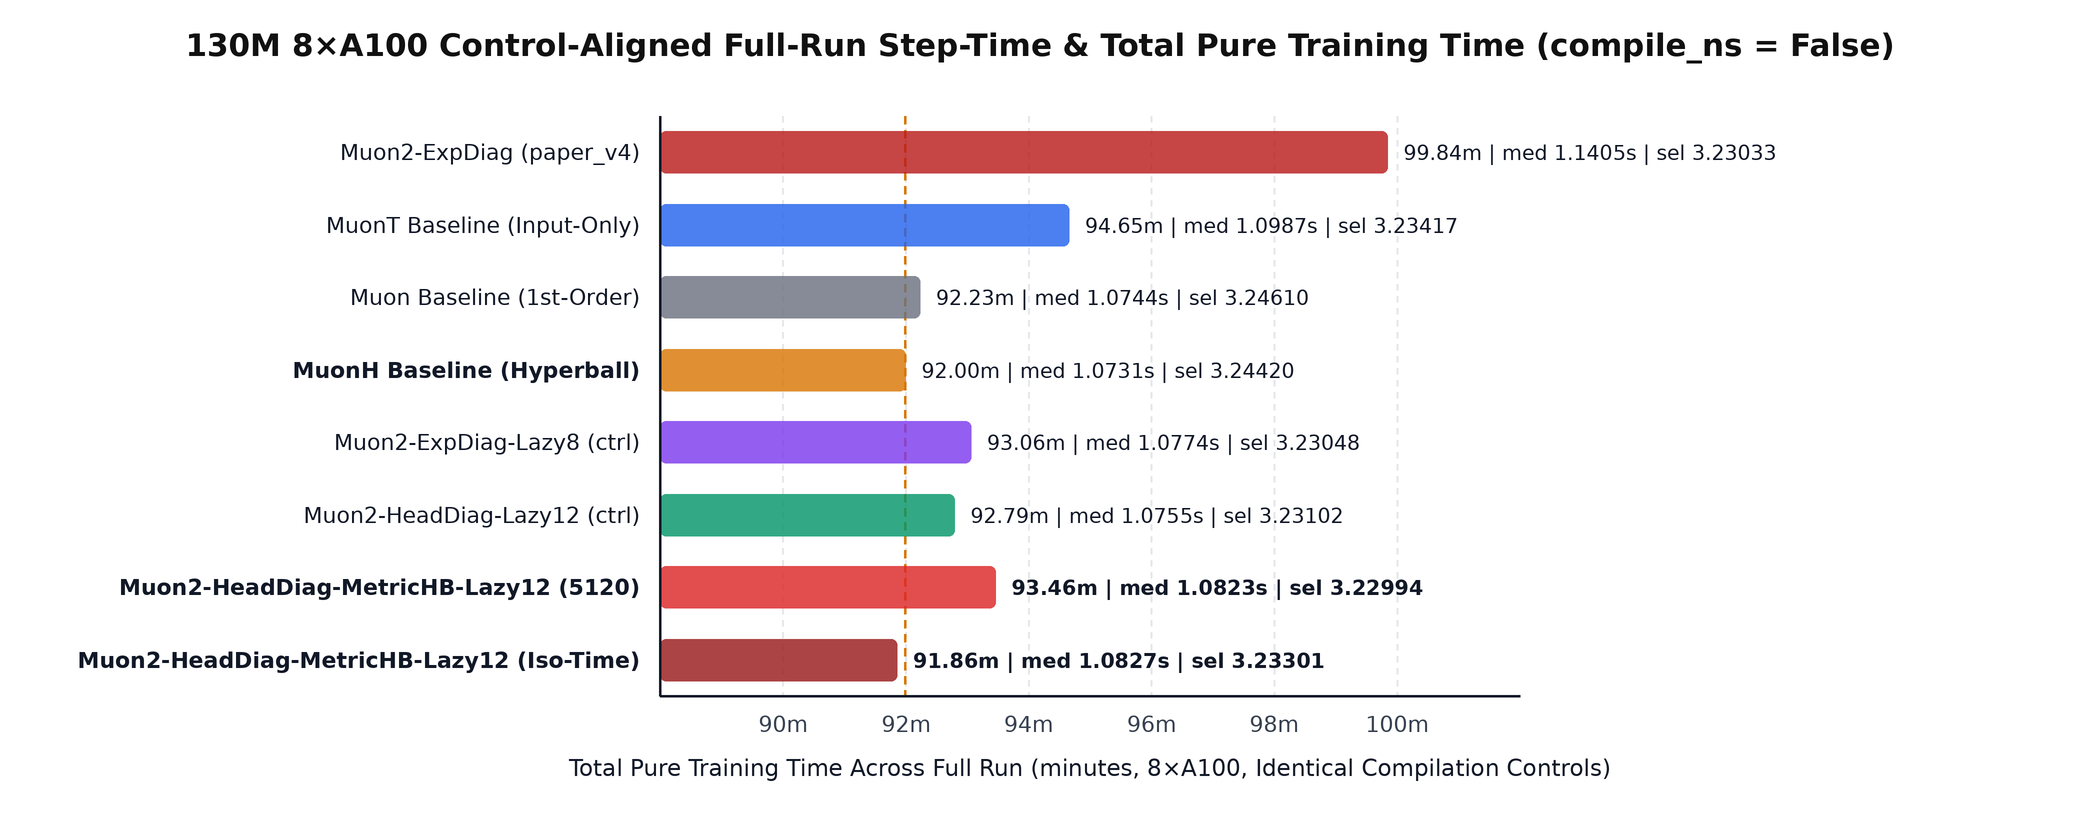 130M 8×A100 Control-Aligned Full-Run Step-Time & Total Pure Training Time (compile_ns = False)
Muon2-ExpDiag (paper_v4) 99.84m | med 1.1405s | sel 3.23033
MuonT Baseline (Input-Only) 94.65m | med 1.0987s | sel 3.23417
Muon Baseline (1st-Order) 92.23m | med 1.0744s | sel 3.24610
MuonH Baseline (Hyperball) 92.00m | med 1.0731s | sel 3.24420
Muon2-ExpDiag-Lazy8 (ctrl) 93.06m | med 1.0774s | sel 3.23048
Muon2-HeadDiag-Lazy12 (ctrl) 92.79m | med 1.0755s | sel 3.23102
Muon2-HeadDiag-MetricHB-Lazy12 (5120) 93.46m | med 1.0823s | sel 3.22994
Muon2-HeadDiag-MetricHB-Lazy12 (Iso-Time) 91.86m | med 1.0827s | sel 3.23301
90m 92m 94m 96m 98m 100m
Total Pure Training Time Across Full Run (minutes, 8×A100, Identical Compilation Controls)